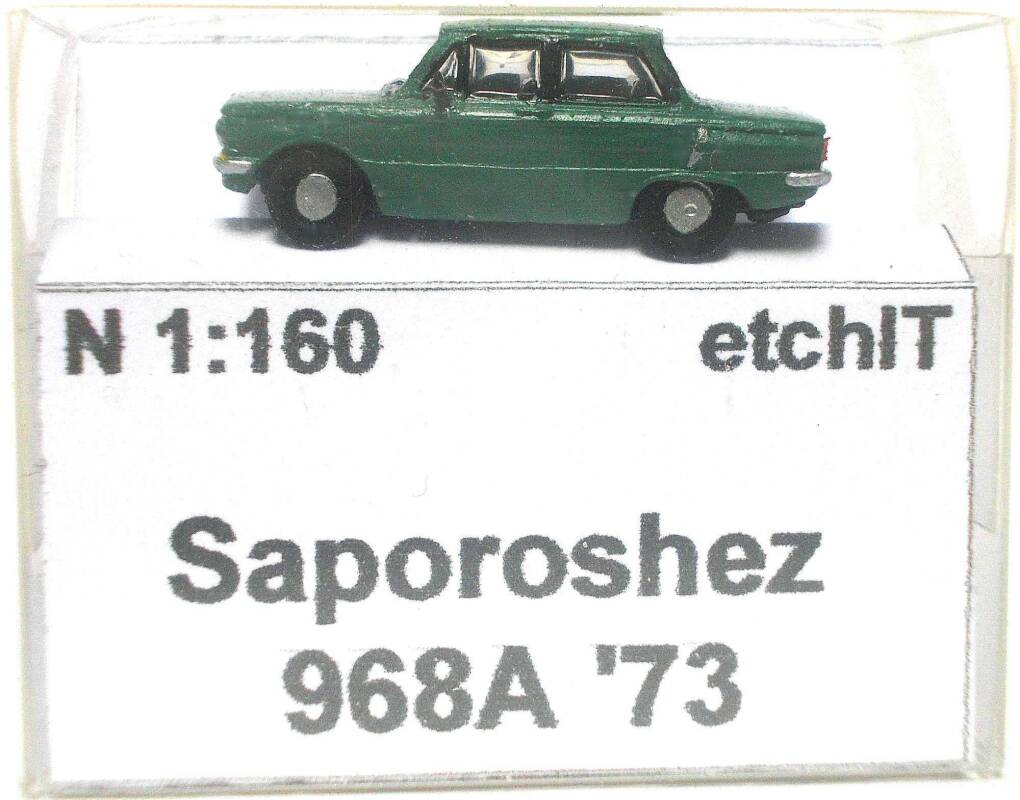 N 1:160 etchIT
Saporoshez
968A '73